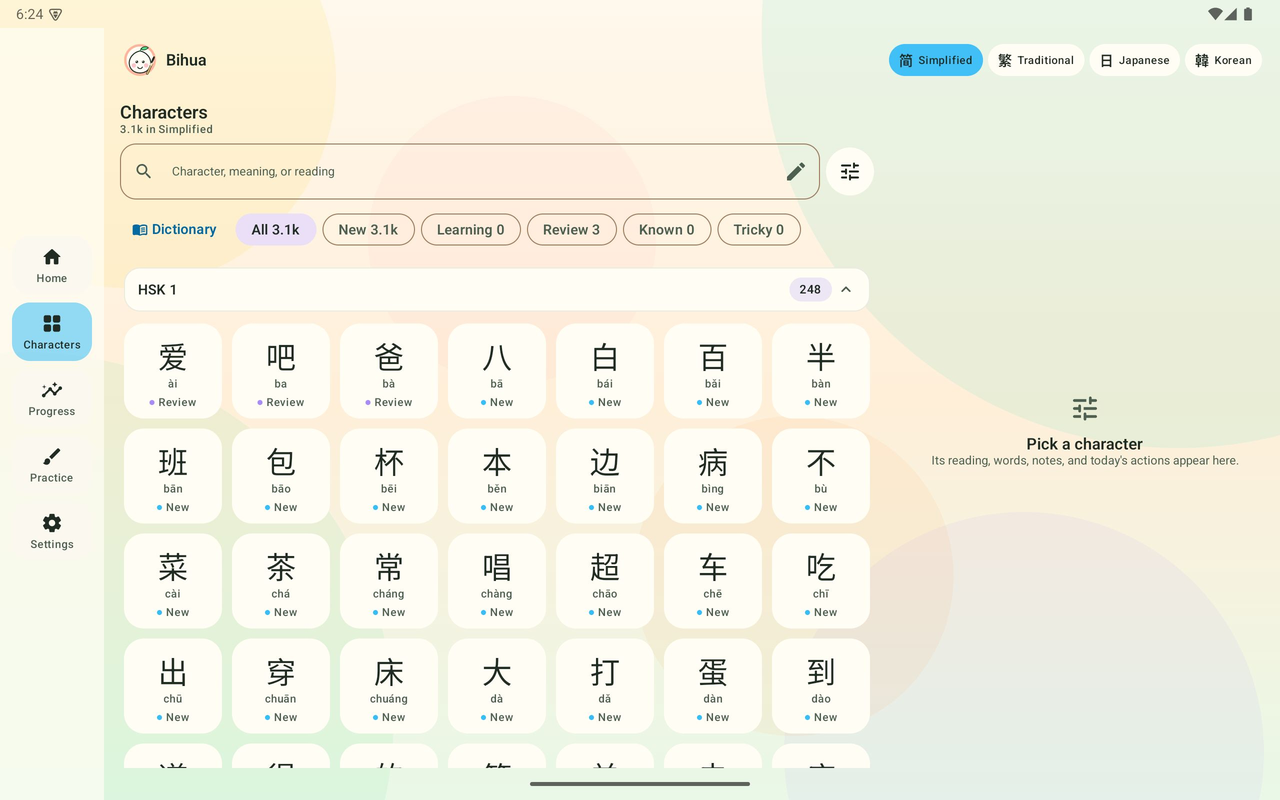 6:24
Bihua
简 Simplified
繁 Traditional
日 Japanese
韓 Korean
Characters
3.1k in Simplified
Character, meaning, or reading
Dictionary
All 3.1k
New 3.1k
Learning 0
Review 3
Known 0
Tricky 0
Home
Characters
Progress
Practice
Settings
HSK 1
248
爱 吧 爸 八 白 百 半
ài ba bà bā bái bǎi bàn
Review Review Review New New New New
班 包 杯 本 边 病 不
bān bāo bēi běn biān bìng bù
New New New New New New New
菜 茶 常 唱 超 车 吃
cài chá cháng chàng chāo chē chī
New New New New New New New
出 穿 床 大 打 蛋 到
chū chuān chuáng dà dǎ dàn dào
New New New New New New New
Pick a character
Its reading, words, notes, and today's actions appear here.